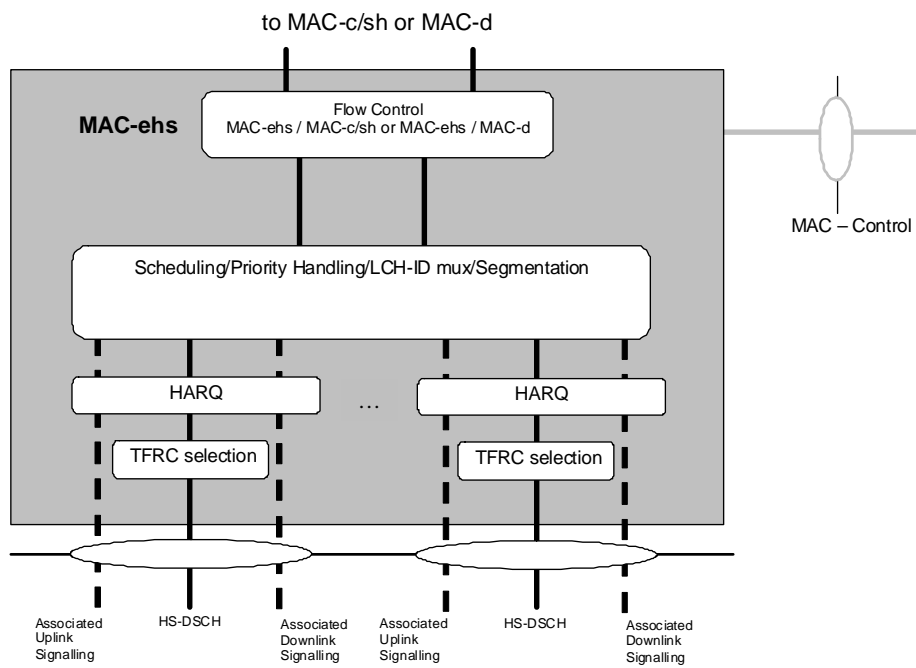 to MAC-c/sh or MAC-d
Flow Control
MAC-ehs
MAC-ehs / MAC-c/sh or MAC-ehs / MAC-d
MAC – Control
Scheduling/Priority Handling/LCH-ID mux/Segmentation
HARQ
...
HARQ
TFRC selection
TFRC selection
Associated
Uplink
Signalling
HS-DSCH
Associated
Downlink
Signalling
Associated
Uplink
Signalling
HS-DSCH
Associated
Downlink
Signalling